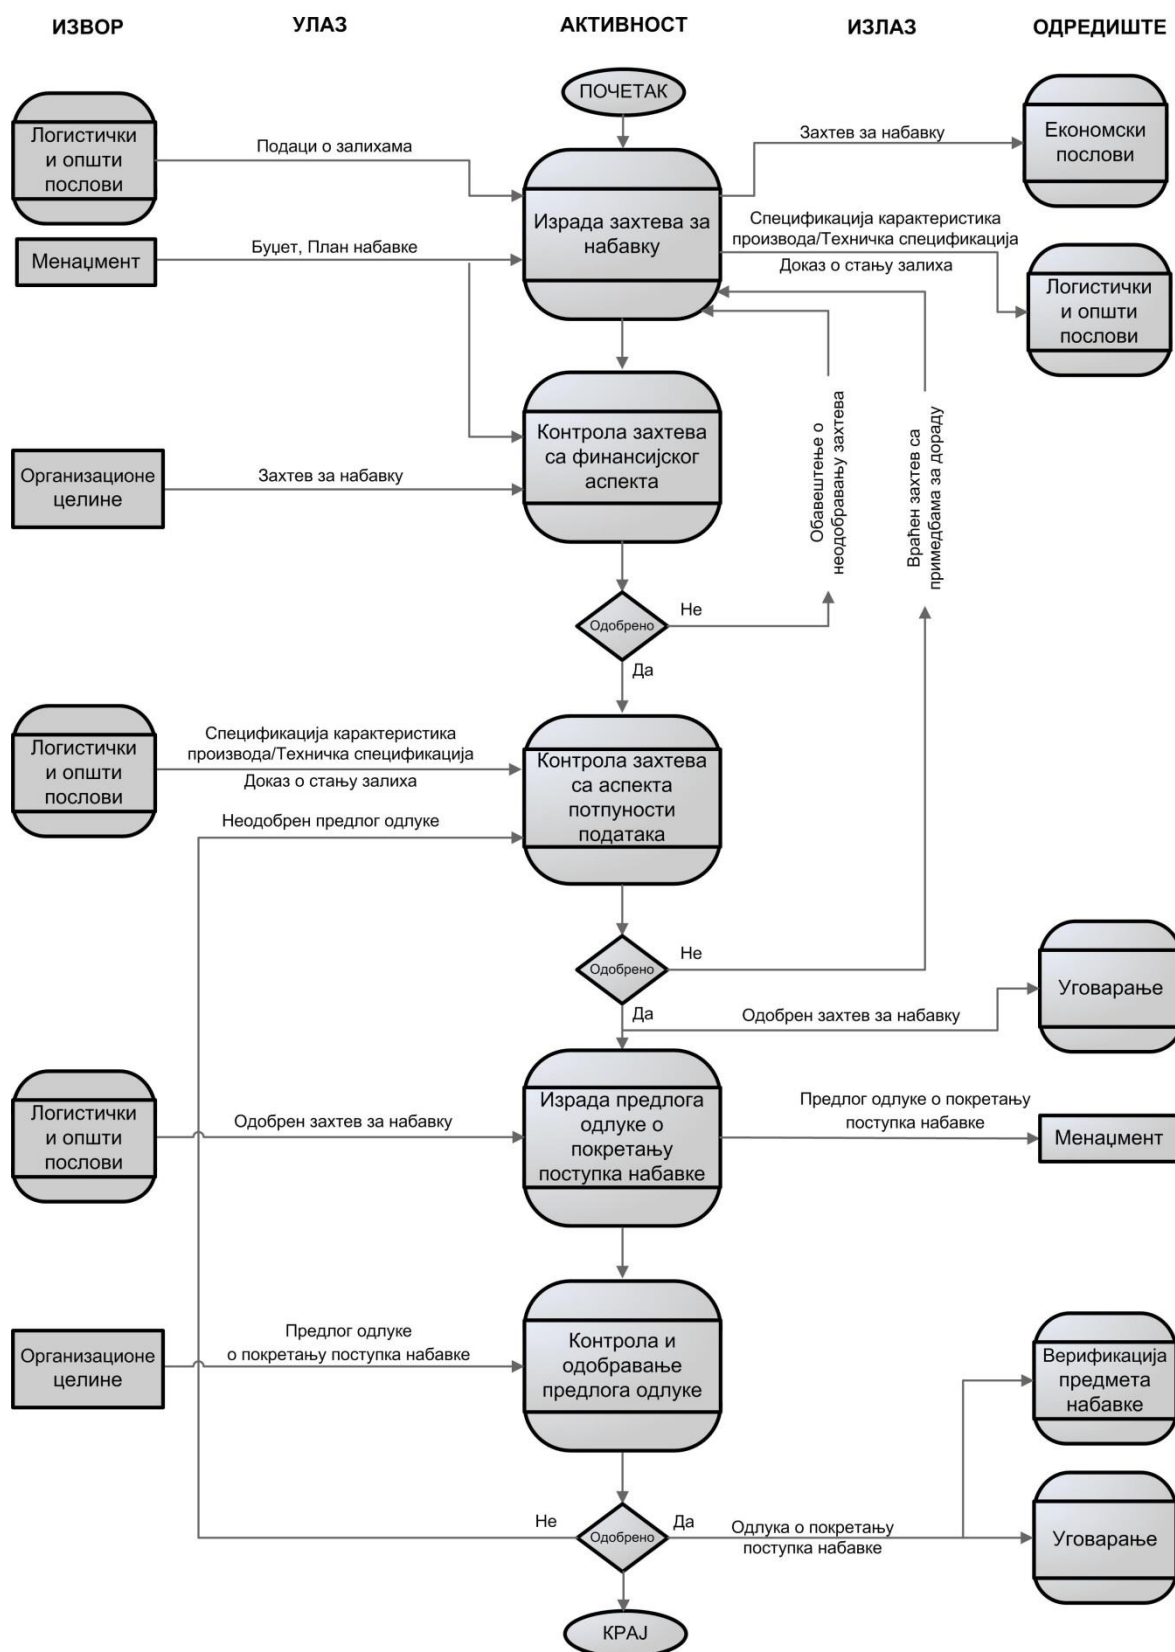 ИЗВОР
УЛАЗ
АКТИВНОСТ
ИЗЛАЗ
ОДРЕДИШТЕ
ПОЧЕТАК
Логистички
и општи
послови
Подаци о залихама
Захтев за набавку
Економски
послови
Израда захтева за
набавку
Менаџмент
Буџет, План набавке
Спецификација карактеристика
производа/Техничка спецификација
Доказ о стању залиха
Логистички
и општи
послови
Контрола захтева
са финансијског
аспекта
Организационе
целине
Захтев за набавку
Обавештење о
неодобравању захтева
Враћен захтев са
примедбама за дораду
Одобрено
Не
Да
Логистички
и општи
послови
Спецификација карактеристика
производа/Техничка спецификација
Доказ о стању залиха
Контрола захтева
са аспекта
потпуности
података
Неодобрен предлог одлуке
Одобрено
Не
Да
Одобрен захтев за набавку
Уговарање
Логистички
и општи
послови
Одобрен захтев за набавку
Израда предлога
одлуке о
покретању
поступка набавке
Предлог одлуке о покретању
поступка набавке
Менаџмент
Организационе
целине
Предлог одлуке
о покретању поступка набавке
Контрола и
одобравање
предлога одлуке
Верификација
предмета
набавке
Не
Одобрено
Да
Одлука о покретању
поступка набавке
Уговарање
КРАЈ